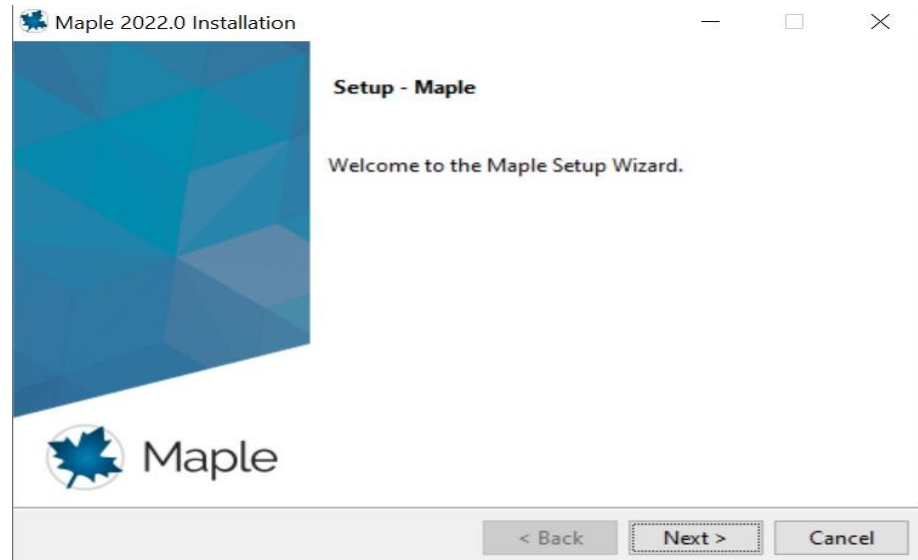 Maple 2022.0 Installation
Setup - Maple
Welcome to the Maple Setup Wizard.
Maple
< Back Next > Cancel